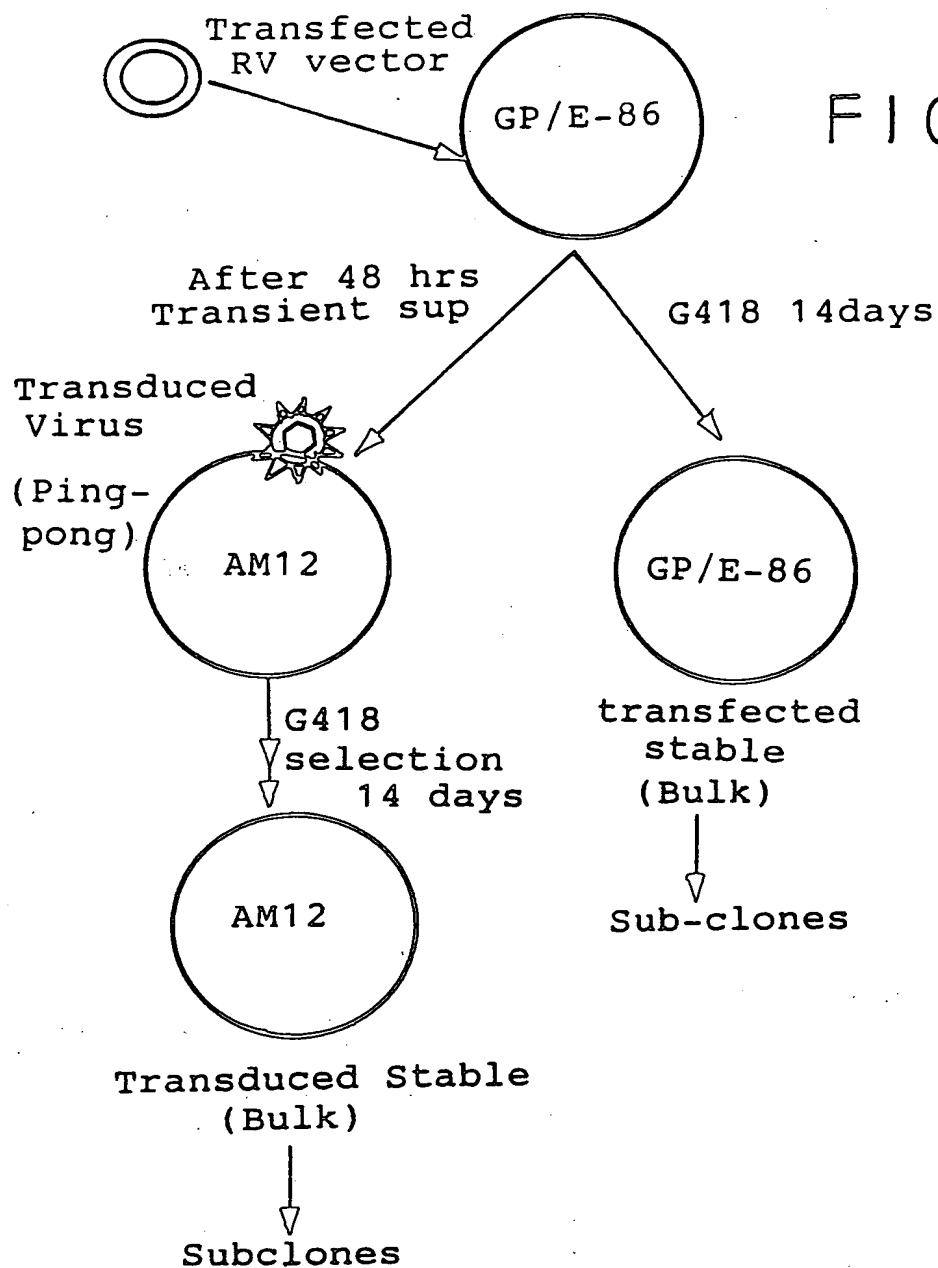 Transfected
RV vector
GP/E-86
FIG
After 48 hrs
Transient sup
G418 14days
Transduced
Virus
(Ping-
pong)
AM12
GP/E-86
G418
selection
14 days
transfected
stable
(Bulk)
AM12
Sub-clones
Transduced Stable
(Bulk)
Subclones